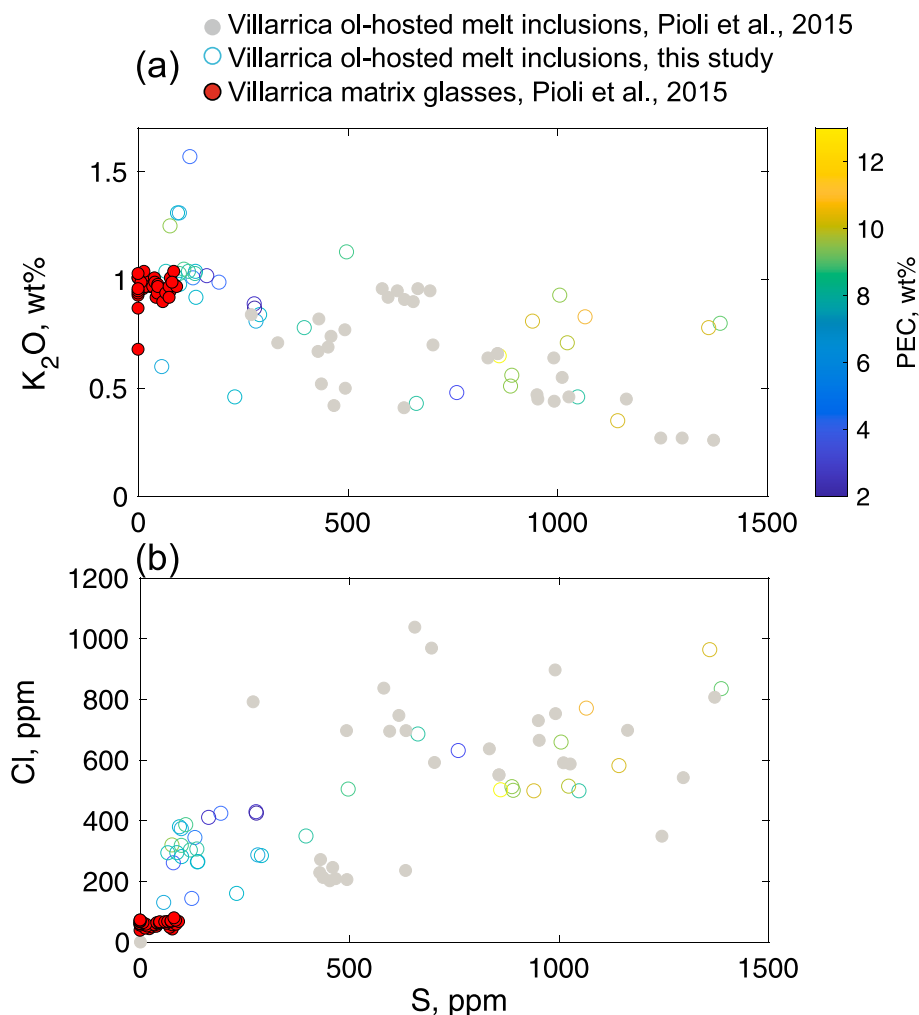 Villarrica ol-hosted melt inclusions, Pioli et al., 2015
Villarrica ol-hosted melt inclusions, this study
(a)
Villarrica matrix glasses, Pioli et al., 2015
1.5
1
0.5
0
K2O, wt%
0 500 1000 1500
12
10
8
6
4
2
PEC, wt%
(b)
1200
1000
800
600
400
200
0
Cl, ppm
0 500 1000 1500
S, ppm